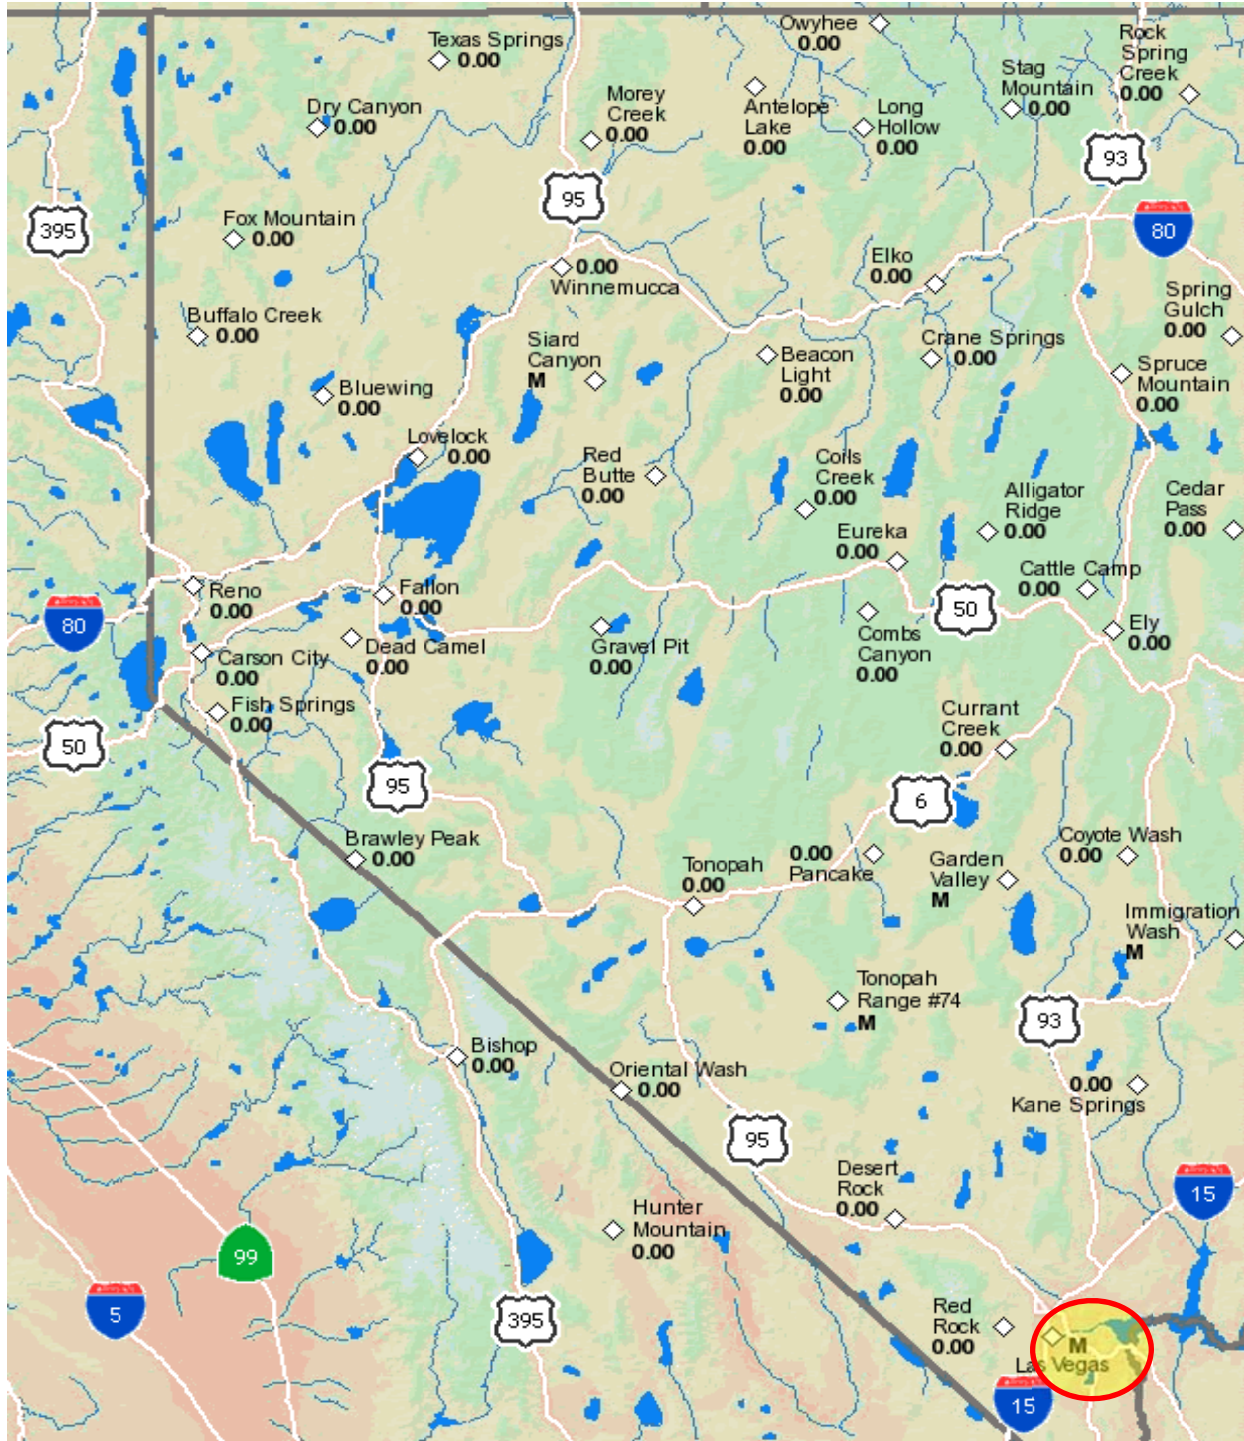 Owyhee
0.00
Texas Springs
0.00
Rock
Spring
Creek
0.00
Stag
Mountain
0.00
Dry Canyon
0.00
Morey
Creek
0.00
Antelope
Lake
0.00
Long
Hollow
0.00
93
95
395
Fox Mountain
0.00
80
Elko
0.00
0.00
Winnemucca
Spring
Gulch
0.00
Buffalo Creek
0.00
Siard
Canyon
M
Beacon
Light
0.00
Crane Springs
0.00
Spruce
Mountain
0.00
Bluewing
0.00
Lovelock
0.00
Red
Butte
0.00
Coils
Creek
0.00
Alligator
Ridge
0.00
Cedar
Pass
0.00
Eureka
0.00
Cattle Camp
0.00
Reno
0.00
Fallon
0.00
50
80
Ely
0.00
Carson City
0.00
Dead Camel
0.00
Gravel Pit
0.00
Combs
Canyon
0.00
Fish Springs
0.00
Currant
Creek
0.00
50
95
6
Brawley Peak
0.00
Tonopah
0.00
0.00
Pancake
Garden
Valley
M
Coyote Wash
0.00
Immigration
Wash
M
Tonopah
Range #74
M
93
Bishop
0.00
Oriental Wash
0.00
0.00
Kane Springs
95
Desert
Rock
0.00
15
Hunter
Mountain
0.00
99
5
395
Red
Rock
0.00
M
Las Vegas
15